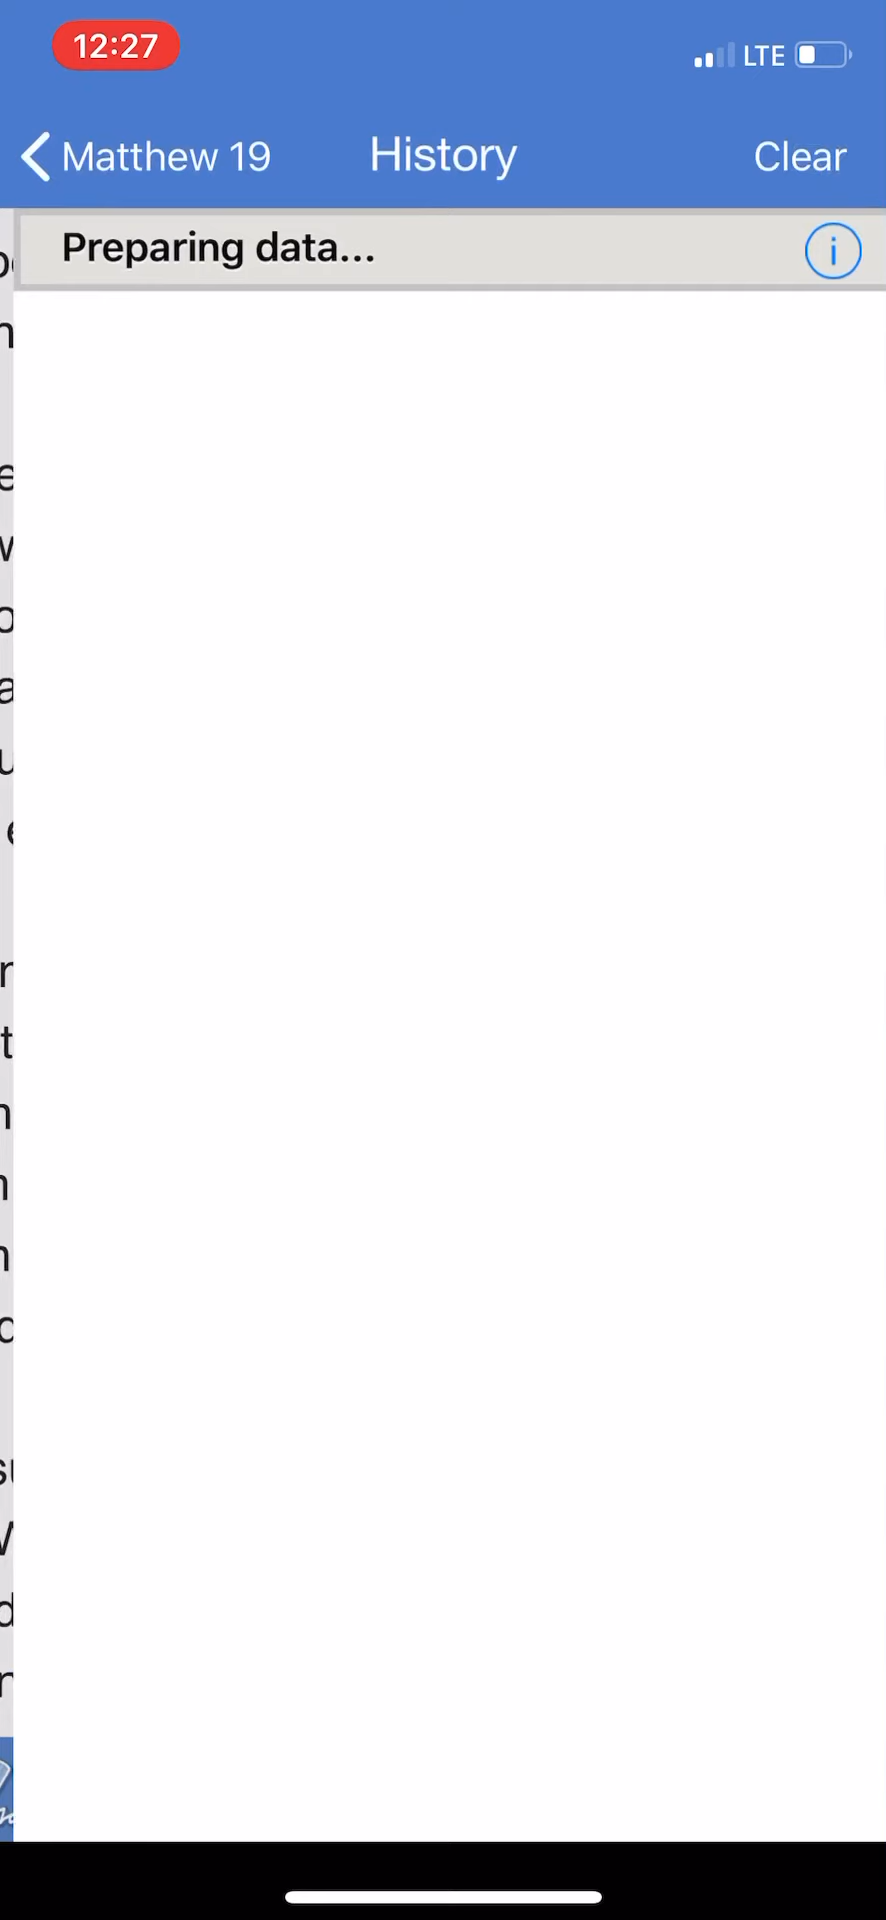 12:27
LTE
Matthew 19
History
Clear
Preparing data...
i